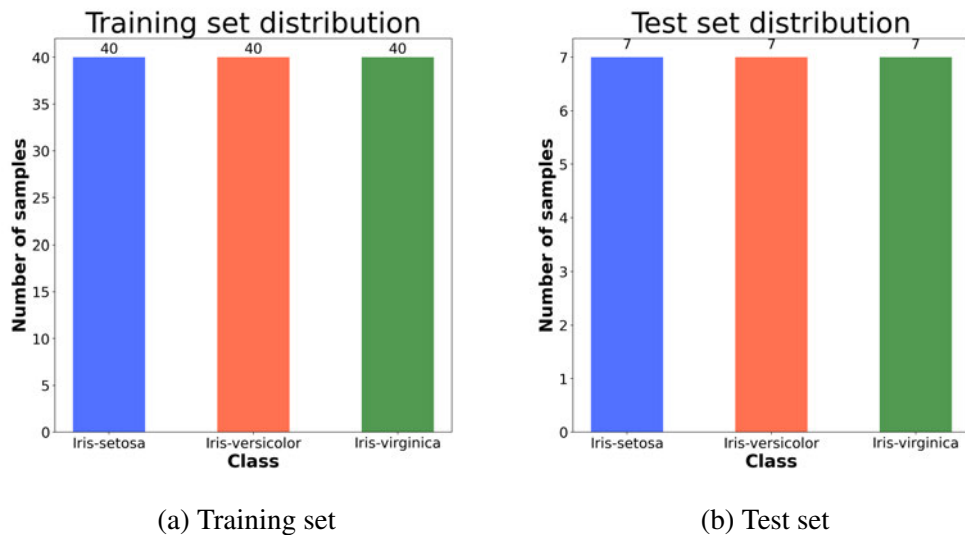 Training set distribution
40 40 40
40
35
30
25
20
15
10
5
0
Number of samples
Iris-setosa Iris-versicolor Iris-virginica
Class
(a) Training set
Test set distribution
7 7 7
7
6
5
4
3
2
1
0
Number of samples
Iris-setosa Iris-versicolor Iris-virginica
Class
(b) Test set